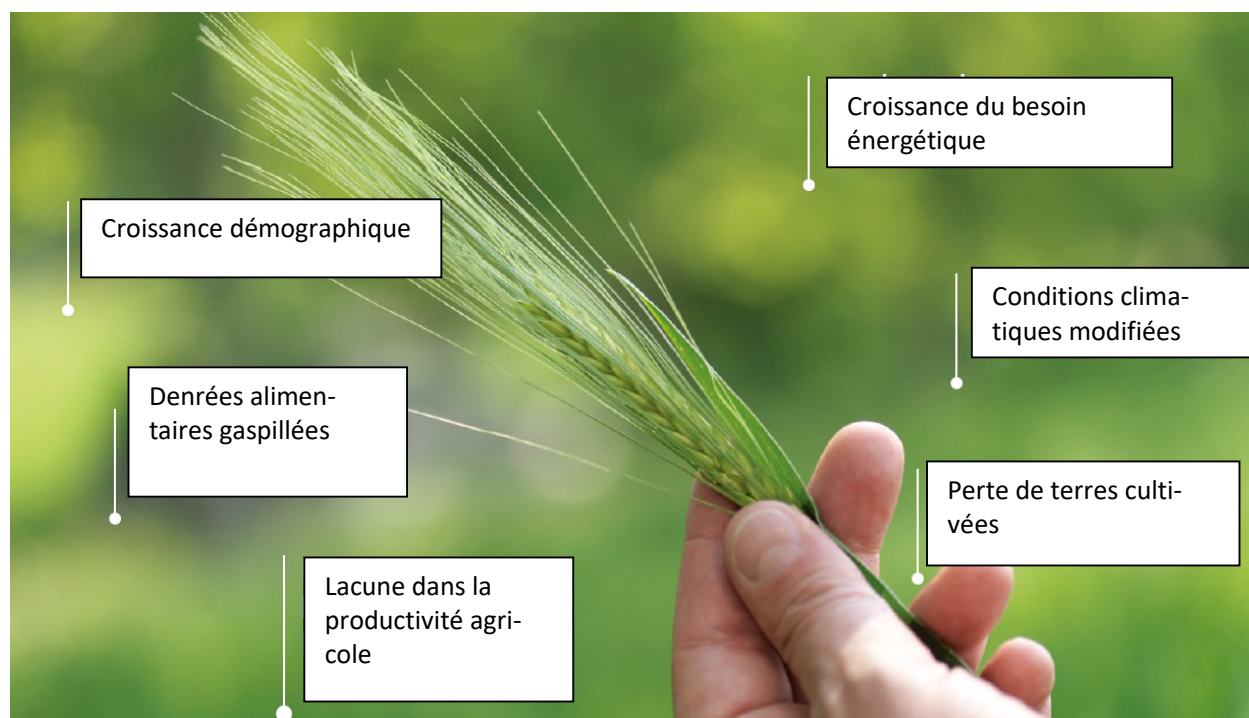 Croissance du besoin
énergétique
Croissance démographique
Conditions clima-
tiques modifiées
Denrées alimen-
taires gaspillées
Perte de terres culti-
vées
Lacune dans la
productivité agri-
cole